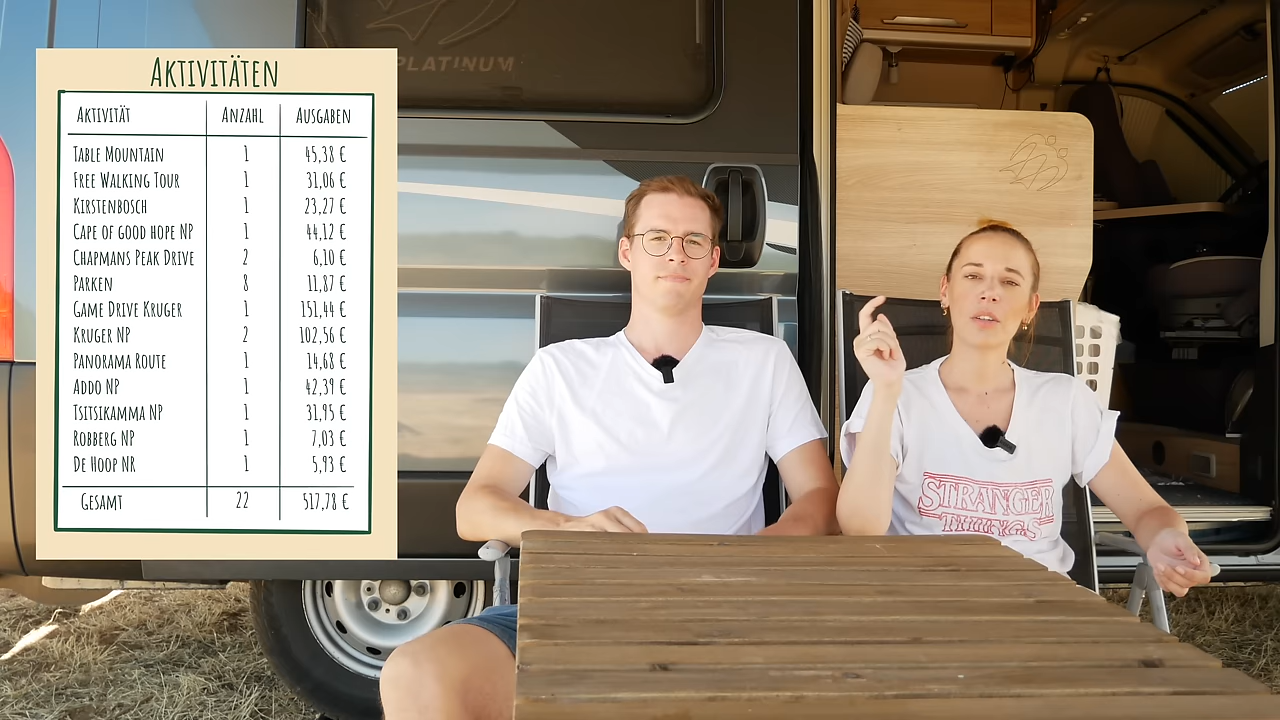 AKTIVITÄTEN
AKTIVITÄT ANZAHL AUSGABEN
TABLE MOUNTAIN 1 45,38 €
FREE WALKING TOUR 1 31,06 €
KIRSTENBOSCH 1 23,27 €
CAPE OF GOOD HOPE NP 1 44,12 €
CHAPMANS PEAK DRIVE 2 6,10 €
PARKEN 8 11,87 €
GAME DRIVE KRUGER 1 151,44 €
KRUGER NP 2 102,56 €
PANORAMA ROUTE 1 14,68 €
ADDO NP 1 42,39 €
TSITSIKAMMA NP 1 31,95 €
ROBBERG NP 1 7,03 €
DE HOOP NR 1 5,93 €
GESAMT 22 517,78 €
PLATINUM
STRANGER
THINGS